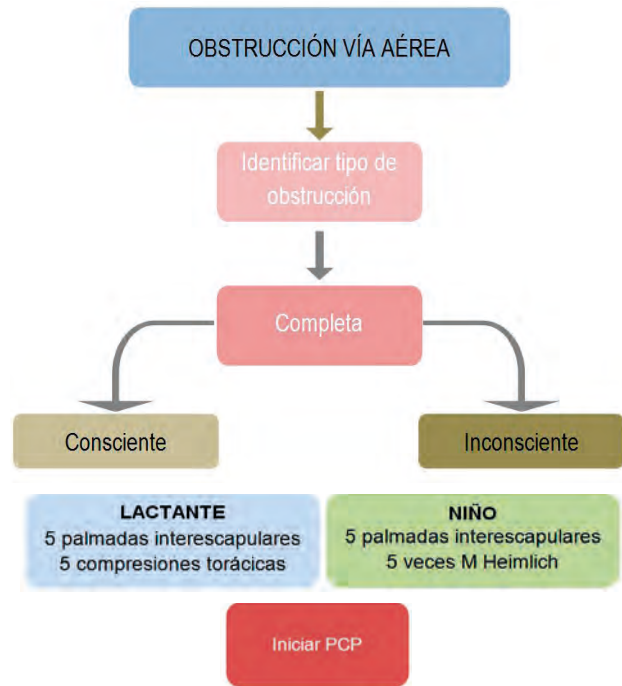 OBSTRUCCIÓN VÍA AÉREA
Identificar tipo de
obstrucción
Completa
Consciente
Inconsciente
LACTANTE
5 palmadas interescapulares
5 compresiones torácicas
NIÑO
5 palmadas interescapulares
5 veces M Heimlich
Iniciar PCP